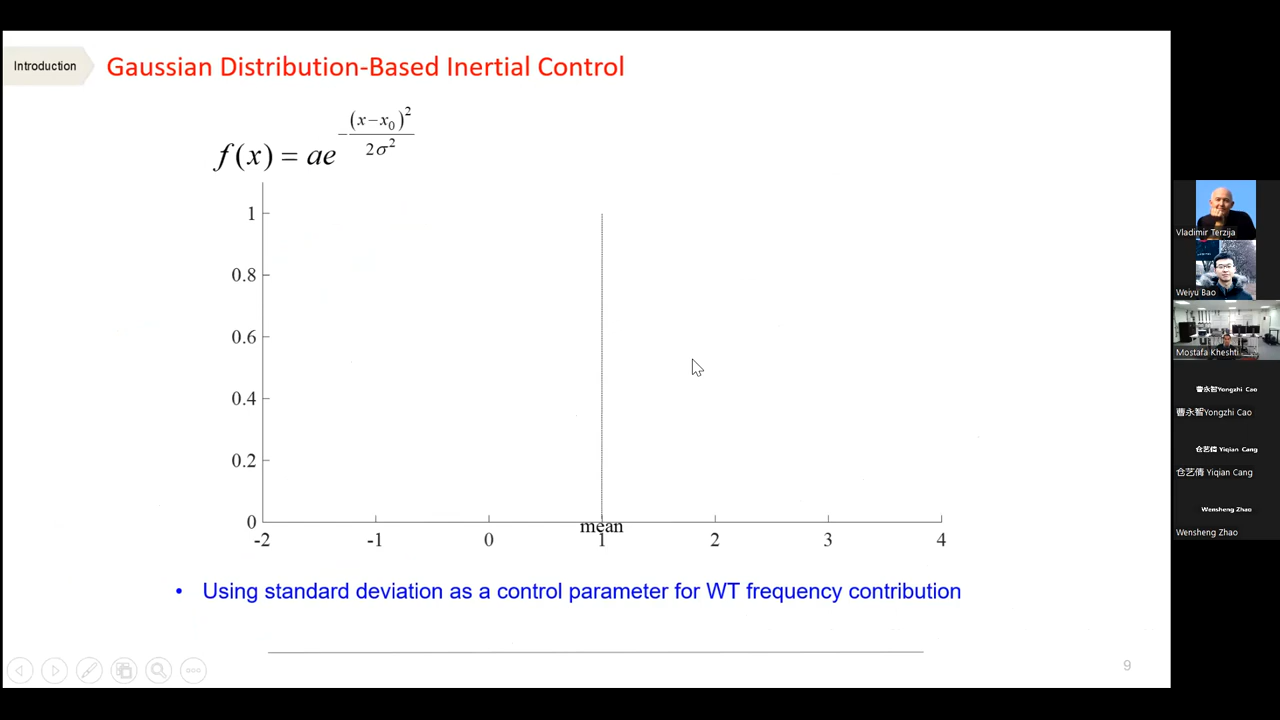 Introduction
Gaussian Distribution-Based Inertial Control
f(x) = ae^{-\frac{(x-x_0)^2}{2\sigma^2}}
1
0.8
0.6
0.4
0.2
0
mean
-2 -1 0 1 2 3 4
• Using standard deviation as a control parameter for WT frequency contribution
9
Vladimir Terzija
Weiyu Bao
Mostafa Kheshti
曹永智Yongzhi Cao
曹永智Yongzhi Cao
仓艺倩 Yiqian Cang
仓艺倩 Yiqian Cang
Wensheng Zhao
Wensheng Zhao